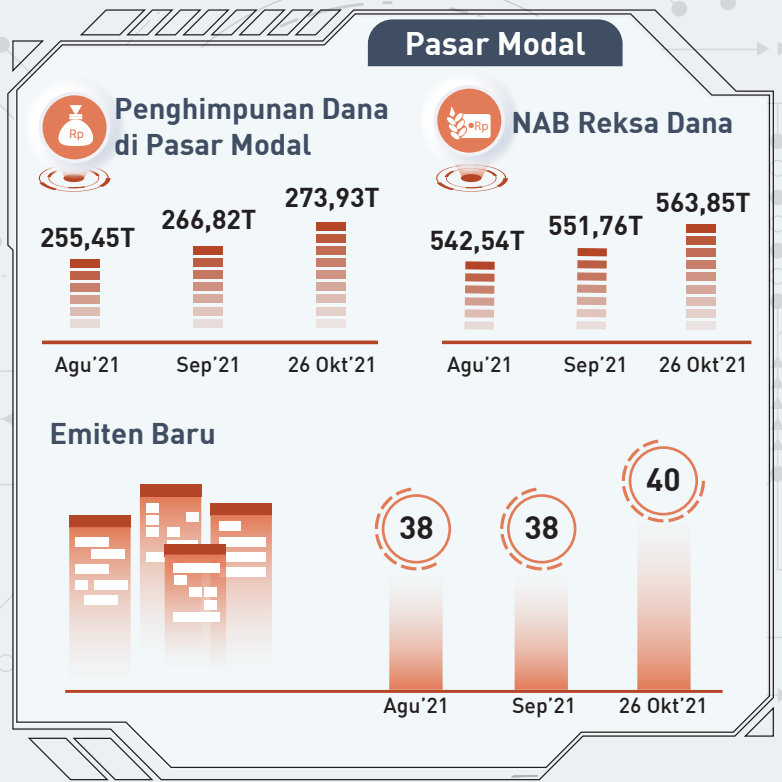 Pasar Modal
Rp
Penghimpunan Dana
di Pasar Modal
255,45T
266,82T
273,93T
Agu'21
Sep'21
26 Okt'21
Rp
NAB Reksa Dana
542,54T
551,76T
563,85T
Agu'21
Sep'21
26 Okt'21
Emiten Baru
38
38
40
Agu'21
Sep'21
26 Okt'21